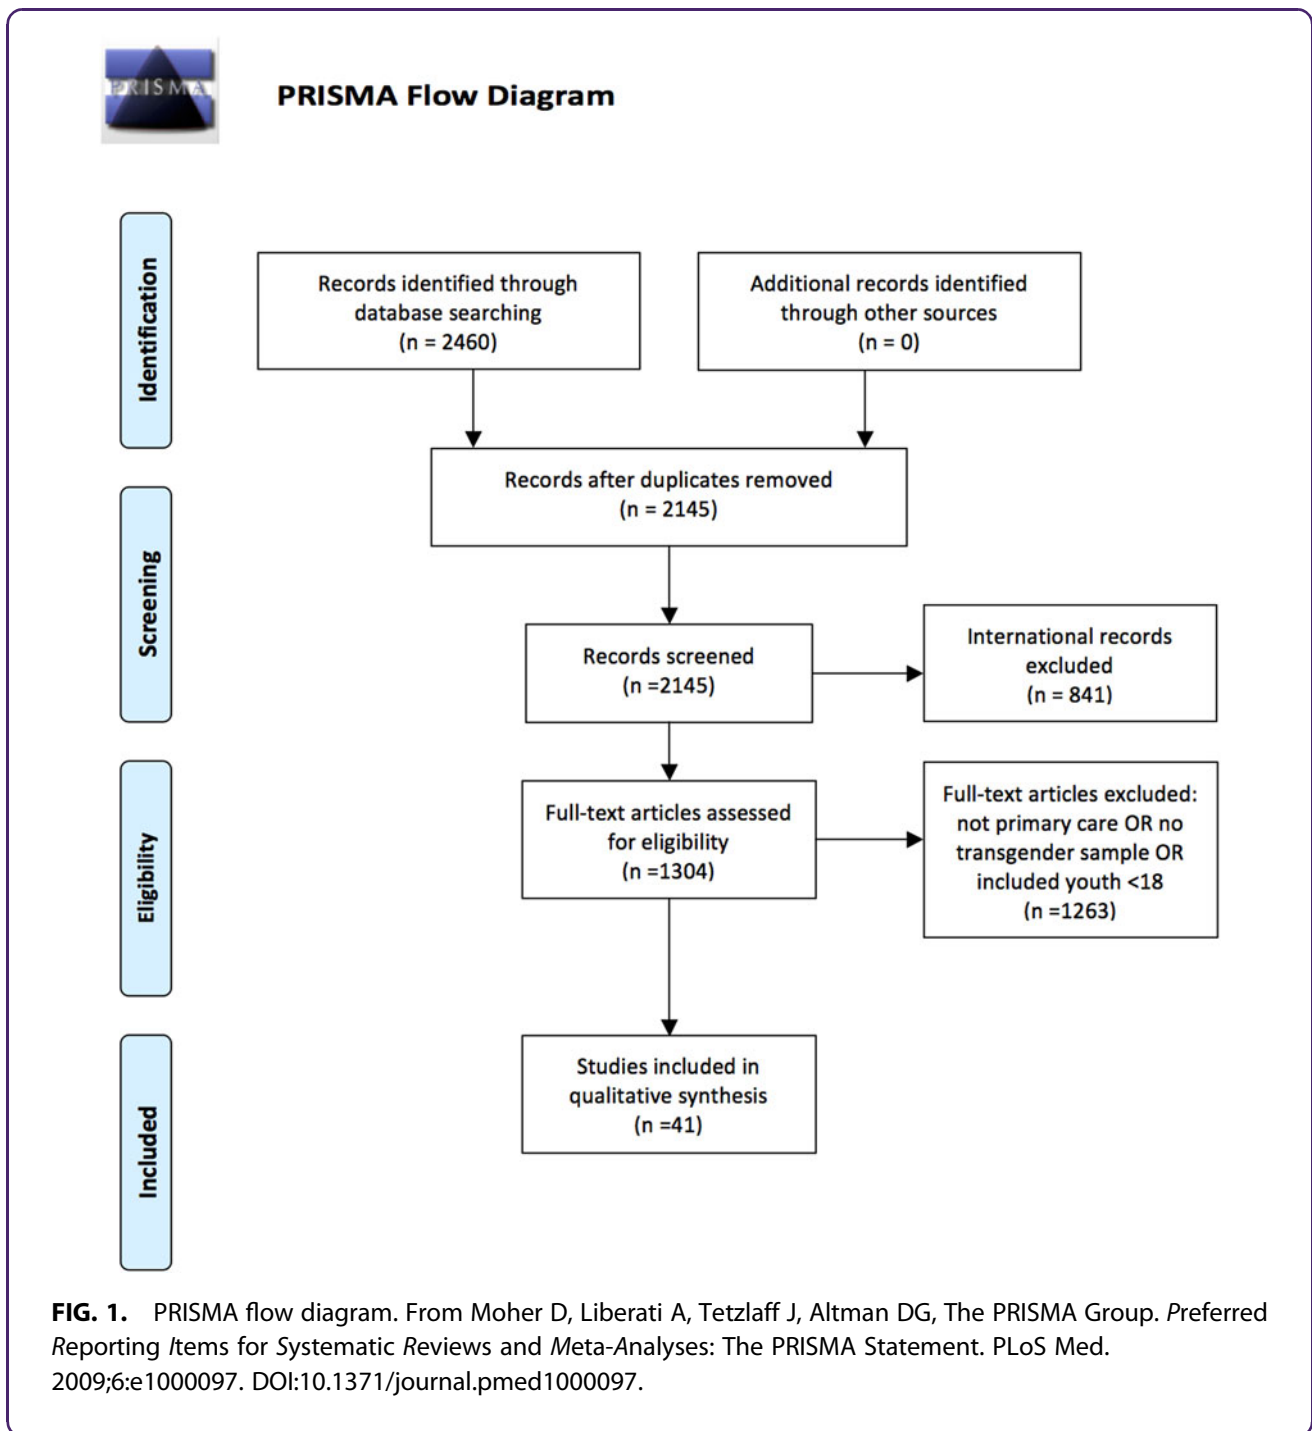 PRISMA
PRISMA Flow Diagram
Identification
Records identified through
database searching
(n = 2460)
Additional records identified
through other sources
(n = 0)
Records after duplicates removed
(n = 2145)
Screening
Records screened
(n =2145)
International records
excluded
(n = 841)
Eligibility
Full-text articles assessed
for eligibility
(n =1304)
Full-text articles excluded:
not primary care OR no
transgender sample OR
included youth <18
(n =1263)
Included
Studies included in
qualitative synthesis
(n =41)
FIG. 1. PRISMA flow diagram. From Moher D, Liberati A, Tetzlaff J, Altman DG, The PRISMA Group. Preferred
Reporting Items for Systematic Reviews and Meta-Analyses: The PRISMA Statement. PLoS Med.
2009;6:e1000097. DOI:10.1371/journal.pmed1000097.